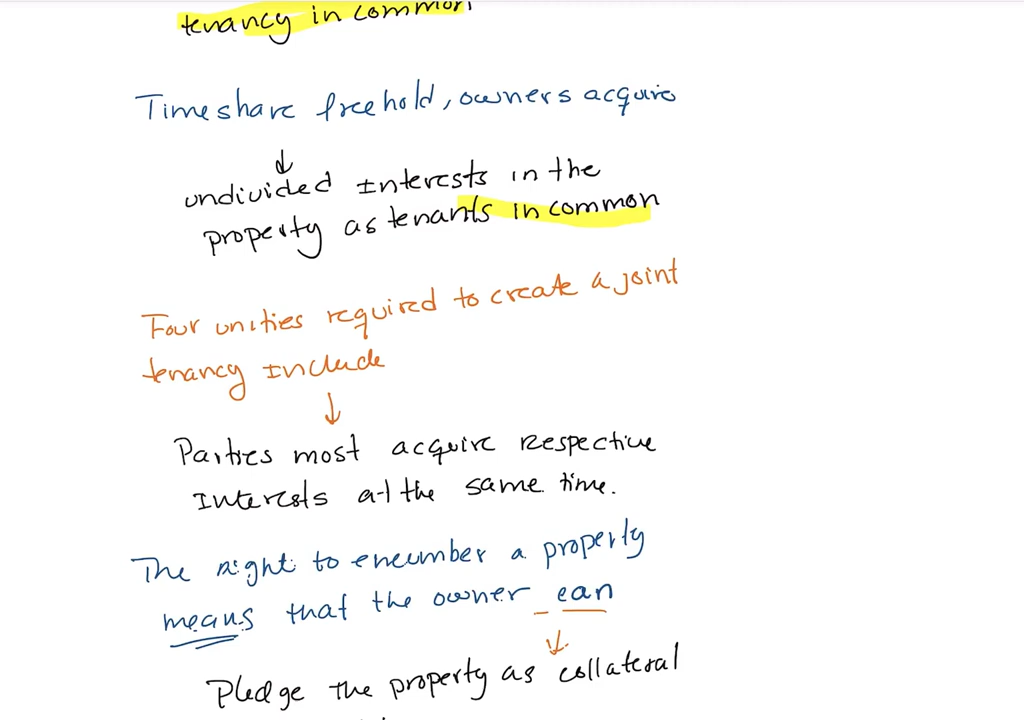 tenancy in common
Timeshare freehold, owners acquire
undivided Interests in the
property as tenants in common
Four unities required to create a joint
tenancy Include
Parties most acquire Respective
Interests at the same time.
The right to encumber a property
means that the owner can
Pledge the property as collateral